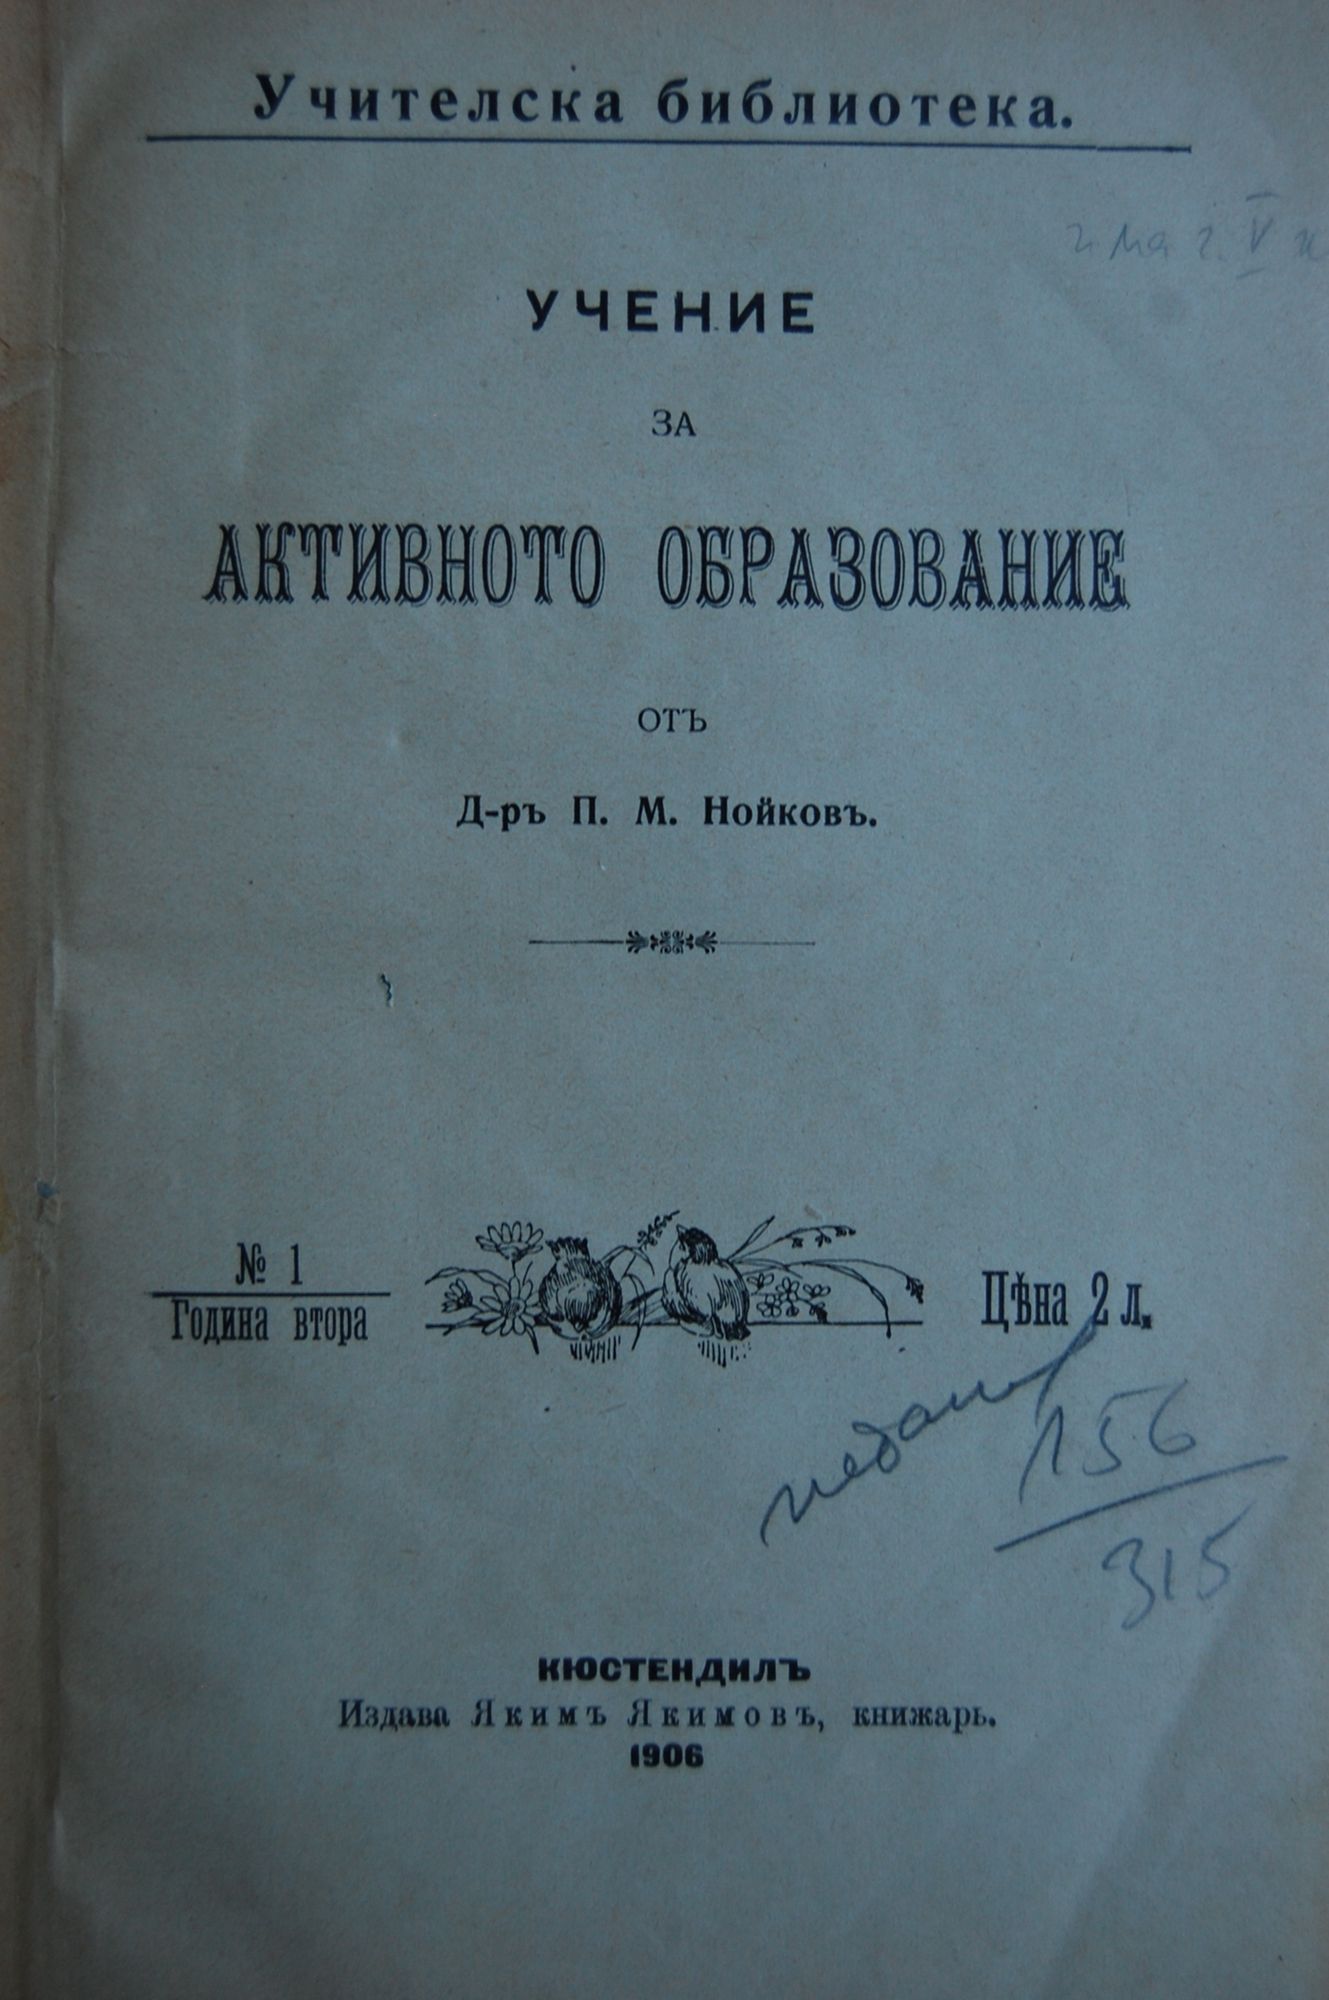 Учителска библиотека.
УЧЕНИЕ
ЗА
АКТИВНОТО ОБРАЗОВАНИЕ
ОТЪ
Д-ръ П. М. Нойковъ.
№ 1
Година втора
Цѣна 2 л.
156
315
КЮСТЕНДИЛЪ
Издава Якимъ Якимовъ, книжарь.
1906